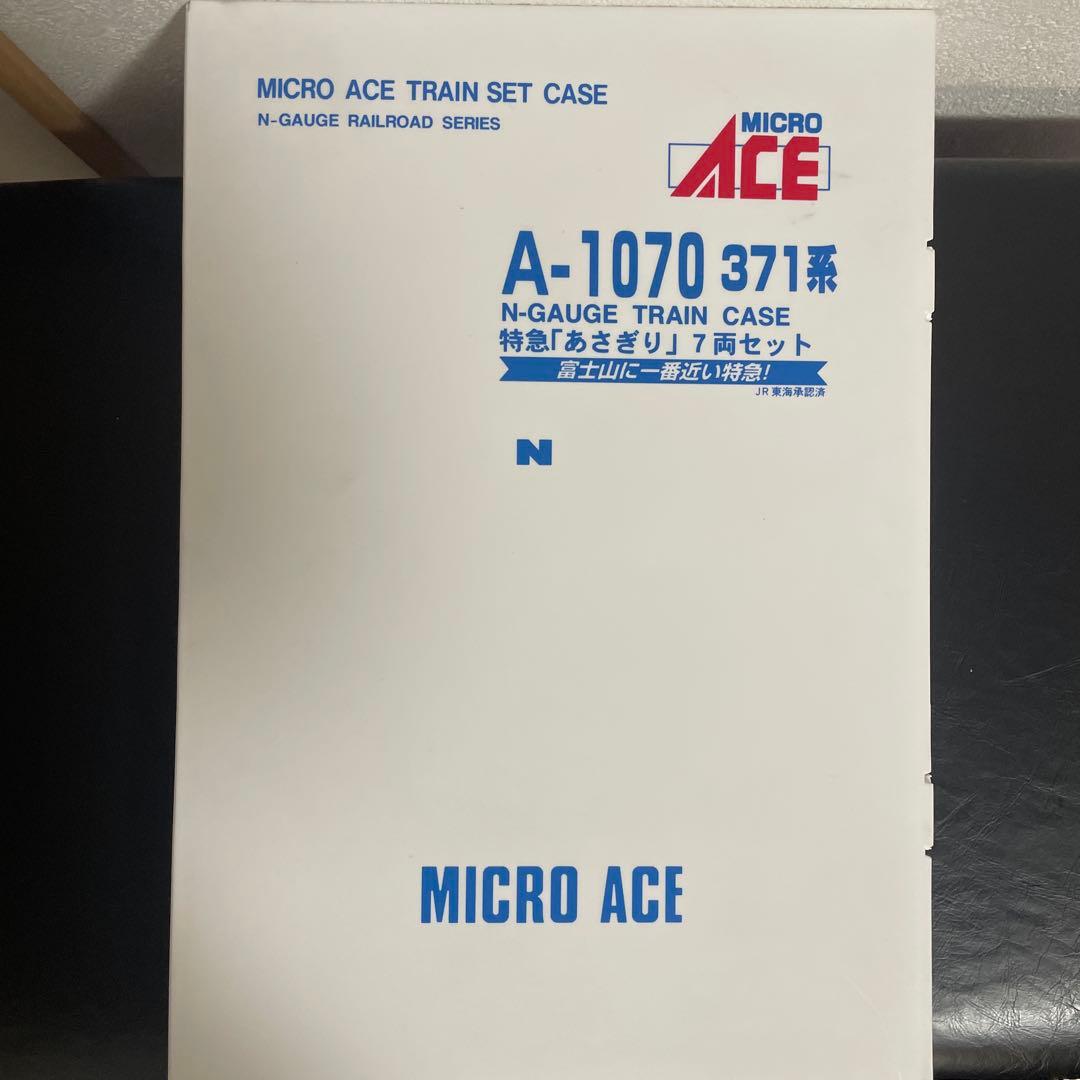 MICRO ACE TRAIN SET CASE
N-GAUGE RAILROAD SERIES
MICRO
ACE
A-1070 371系
N-GAUGE TRAIN CASE
特急「あさぎり」7両セット
富士山に一番近い特急!
JR東海承認済
N
MICRO ACE